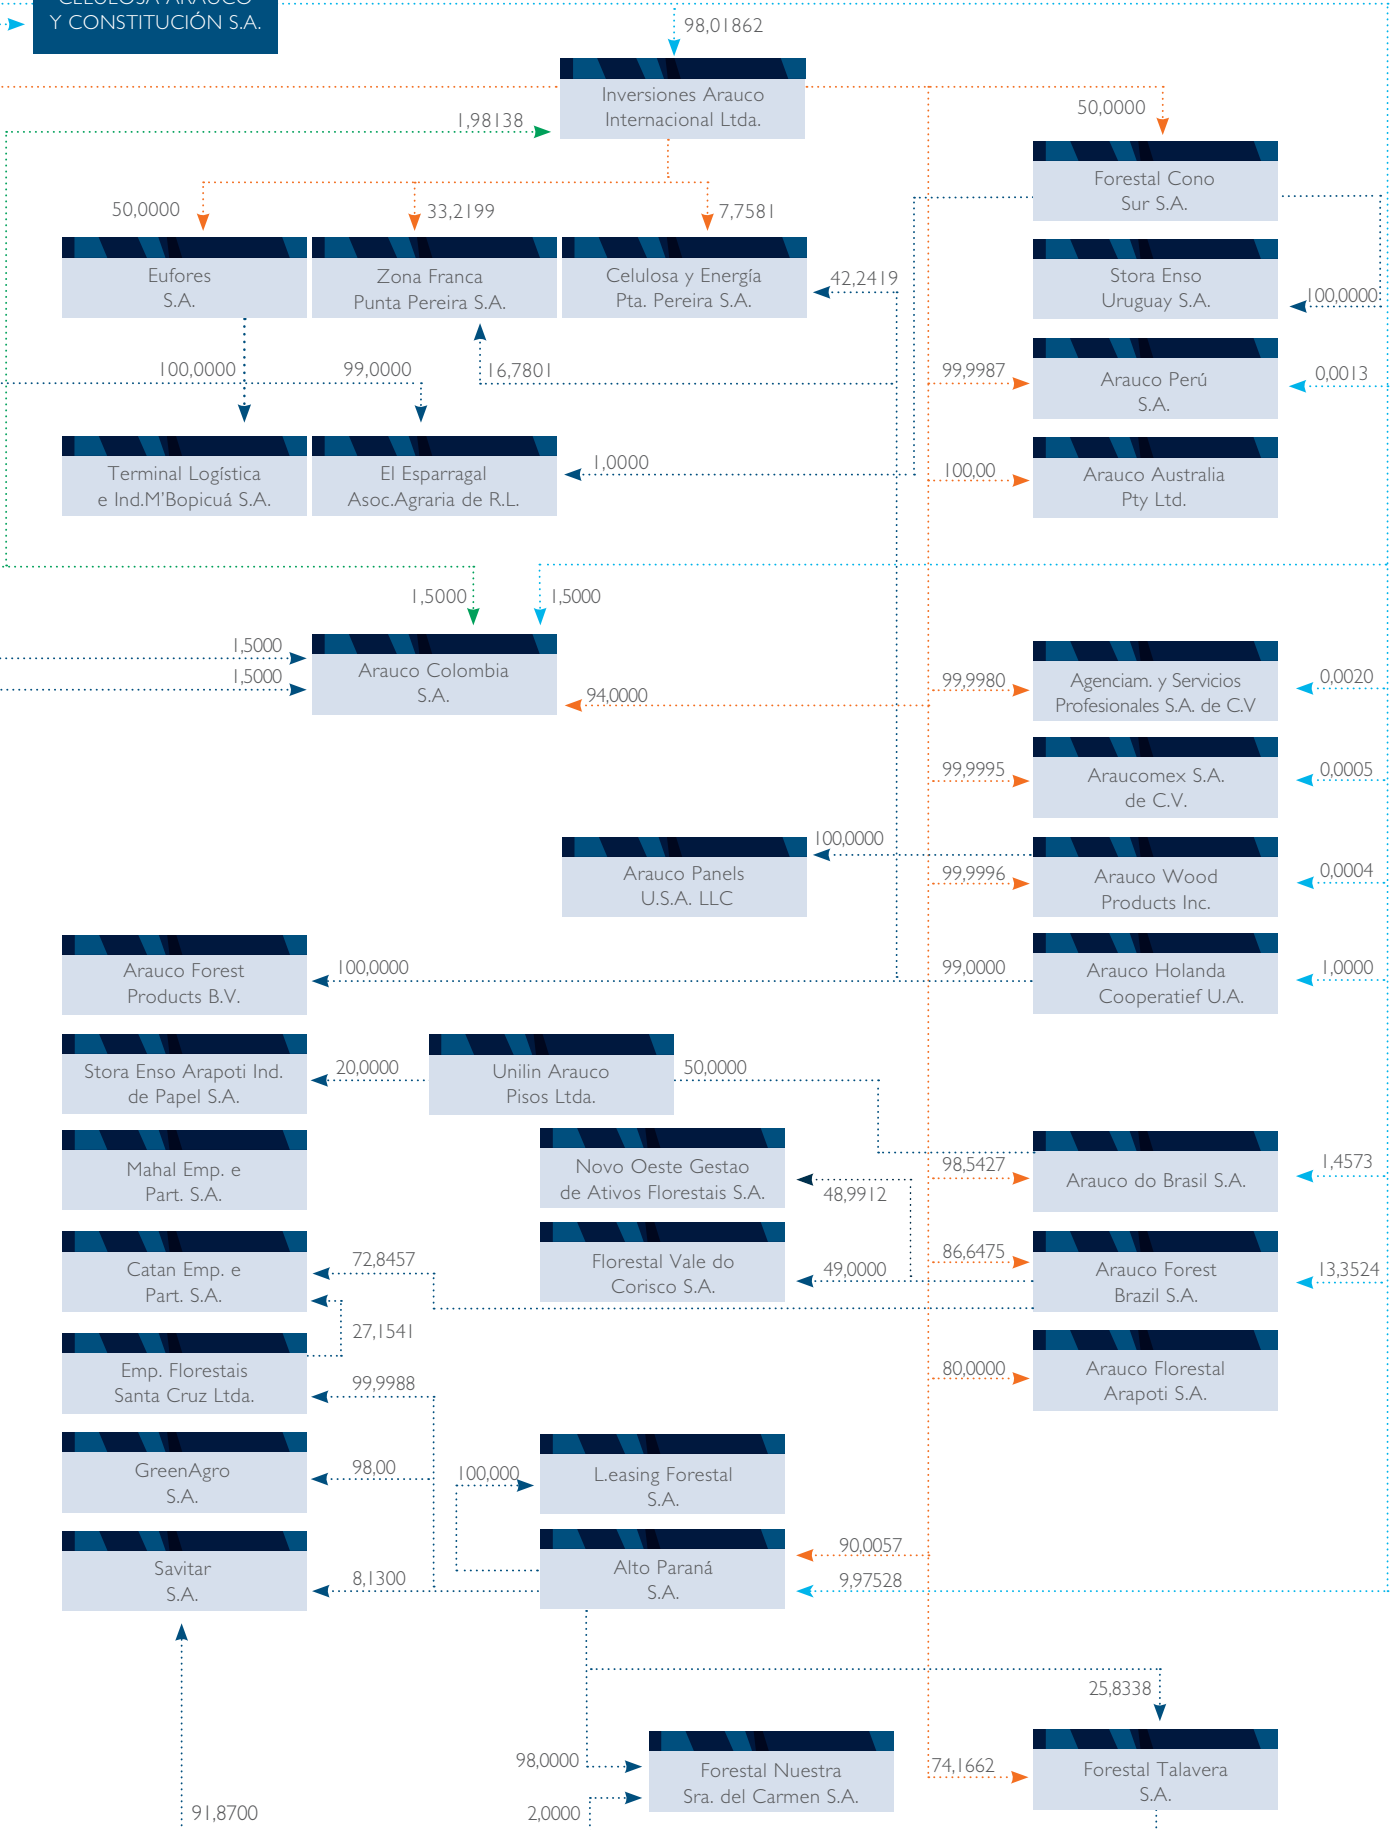 CELULOSA ARAUCO
Y CONSTITUCIÓN S.A.
98,01862
Inversiones Arauco
Internacional Ltda.
1,98138
50,0000
Forestal Cono
Sur S.A.
50,0000
33,2199
7,7581
Eufores
S.A.
Zona Franca
Punta Pereira S.A.
Celulosa y Energía
Pta. Pereira S.A.
42,2419
Stora Enso
Uruguay S.A.
100,0000
100,0000
99,0000
16,7801
99,9987
Arauco Perú
S.A.
0,0013
Terminal Logística
e Ind.M'Bopicuá S.A.
El Esparragal
Asoc.Agraria de R.L.
1,0000
100,00
Arauco Australia
Pty Ltd.
1,5000
1,5000
1,5000
1,5000
Arauco Colombia
S.A.
94,0000
99,9980
Agenciam. y Servicios
Profesionales S.A. de C.V
0,0020
99,9995
Araucomex S.A.
de C.V.
0,0005
Arauco Panels
U.S.A. LLC
100,0000
99,9996
Arauco Wood
Products Inc.
0,0004
Arauco Forest
Products B.V.
100,0000
99,0000
Arauco Holanda
Cooperatief U.A.
1,0000
Stora Enso Arapoti Ind.
de Papel S.A.
20,0000
Unilin Arauco
Pisos Ltda.
50,0000
Mahal Emp. e
Part. S.A.
Novo Oeste Gestao
de Ativos Florestais S.A.
48,9912
98,5427
Arauco do Brasil S.A.
1,4573
Catan Emp. e
Part. S.A.
72,8457
Florestal Vale do
Corisco S.A.
49,0000
86,6475
Arauco Forest
Brazil S.A.
13,3524
27,1541
Emp. Florestais
Santa Cruz Ltda.
99,9988
80,0000
Arauco Florestal
Arapoti S.A.
GreenAgro
S.A.
98,00
100,000
L.easing Forestal
S.A.
Savitar
S.A.
8,1300
Alto Paraná
S.A.
90,0057
9,97528
25,8338
98,0000
Forestal Nuestra
Sra. del Carmen S.A.
74,1662
Forestal Talavera
S.A.
91,8700
2,0000